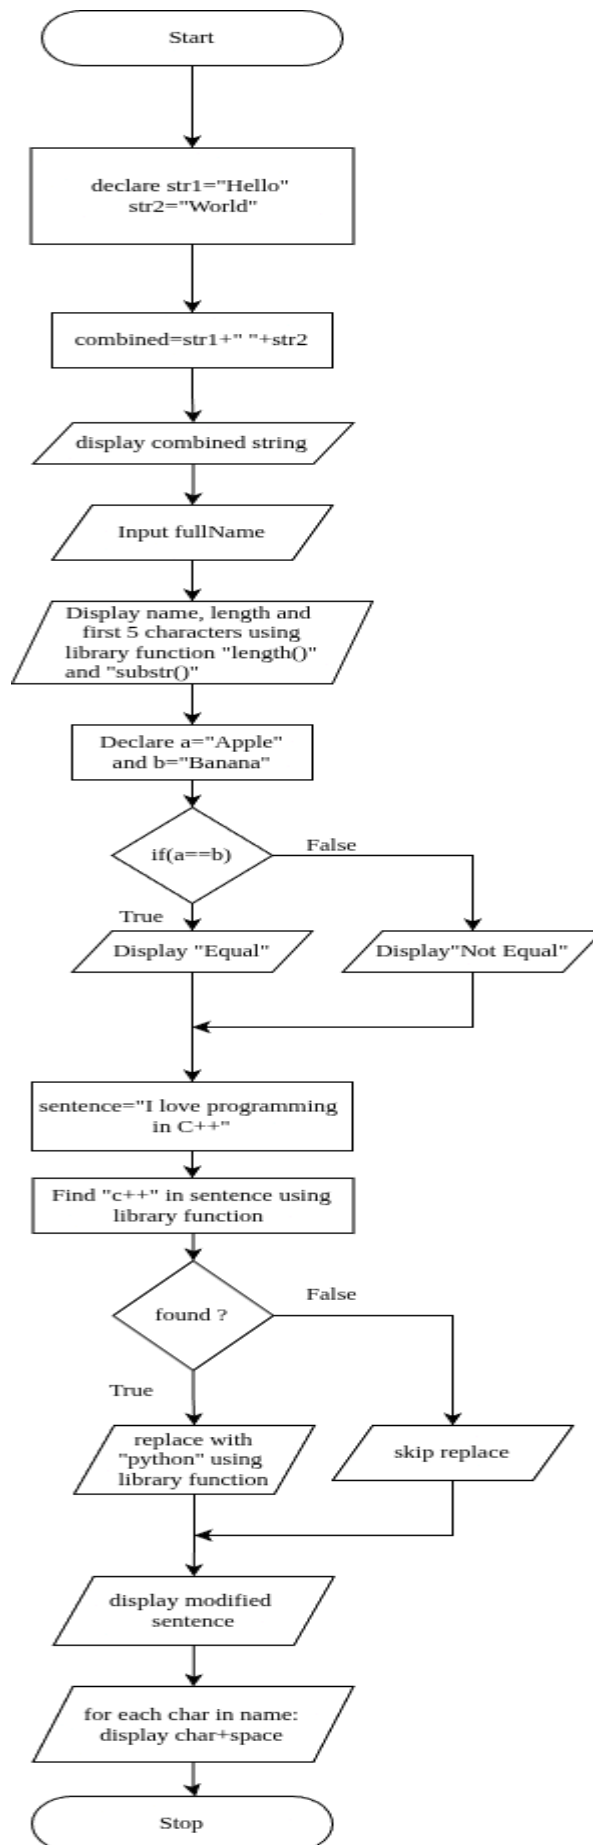 Start
declare str1="Hello"
str2="World"
combined=str1+" "+str2
display combined string
Input fullName
Display name, length and
first 5 characters using
library function "length()"
and "substr()"
Declare a="Apple"
and b="Banana"
if(a==b)
False
True
Display "Equal"
Display"Not Equal"
sentence="I love programming
in C++"
Find "c++" in sentence using
library function
found ?
False
True
replace with
"python" using
library function
skip replace
display modified
sentence
for each char in name:
display char+space
Stop